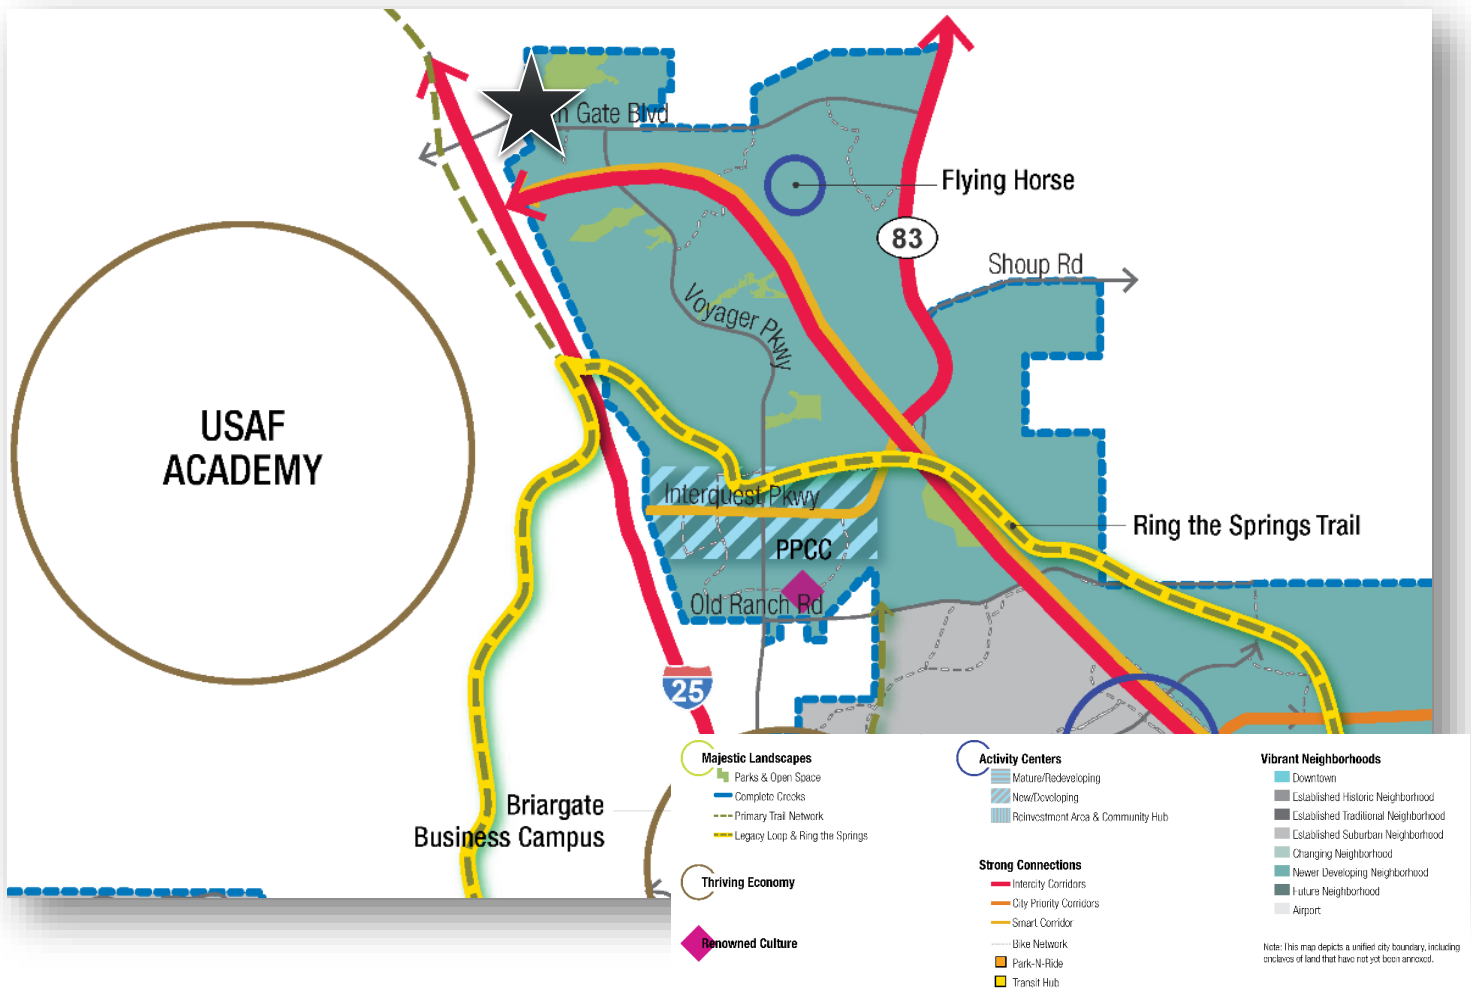 n Gate Blvd
Flying Horse
83
Shoup Rd
Voyager Pkwy
USAF
ACADEMY
Interquest Pkwy
Ring the Springs Trail
PPCC
Old Ranch Rd
25
Briargate
Business Campus
Majestic Landscapes
Parks & Open Space
Complete Creeks
Primary Trail Network
Legacy Loop & Ring the Springs
Thriving Economy
Renowned Culture
Activity Centers
Mature/Redeveloping
New/Developing
Reinvestment Area & Community Hub
Strong Connections
Intercity Corridors
City Priority Corridors
Smart Corridor
Bike Network
Park-N-Ride
Transit Hub
Vibrant Neighborhoods
Downtown
Established Historic Neighborhood
Established Traditional Neighborhood
Established Suburban Neighborhood
Changing Neighborhood
Newer Developing Neighborhood
Future Neighborhood
Airport
Note: This map depicts a unified city boundary, including
enclaves of land that have not yet been annexed.